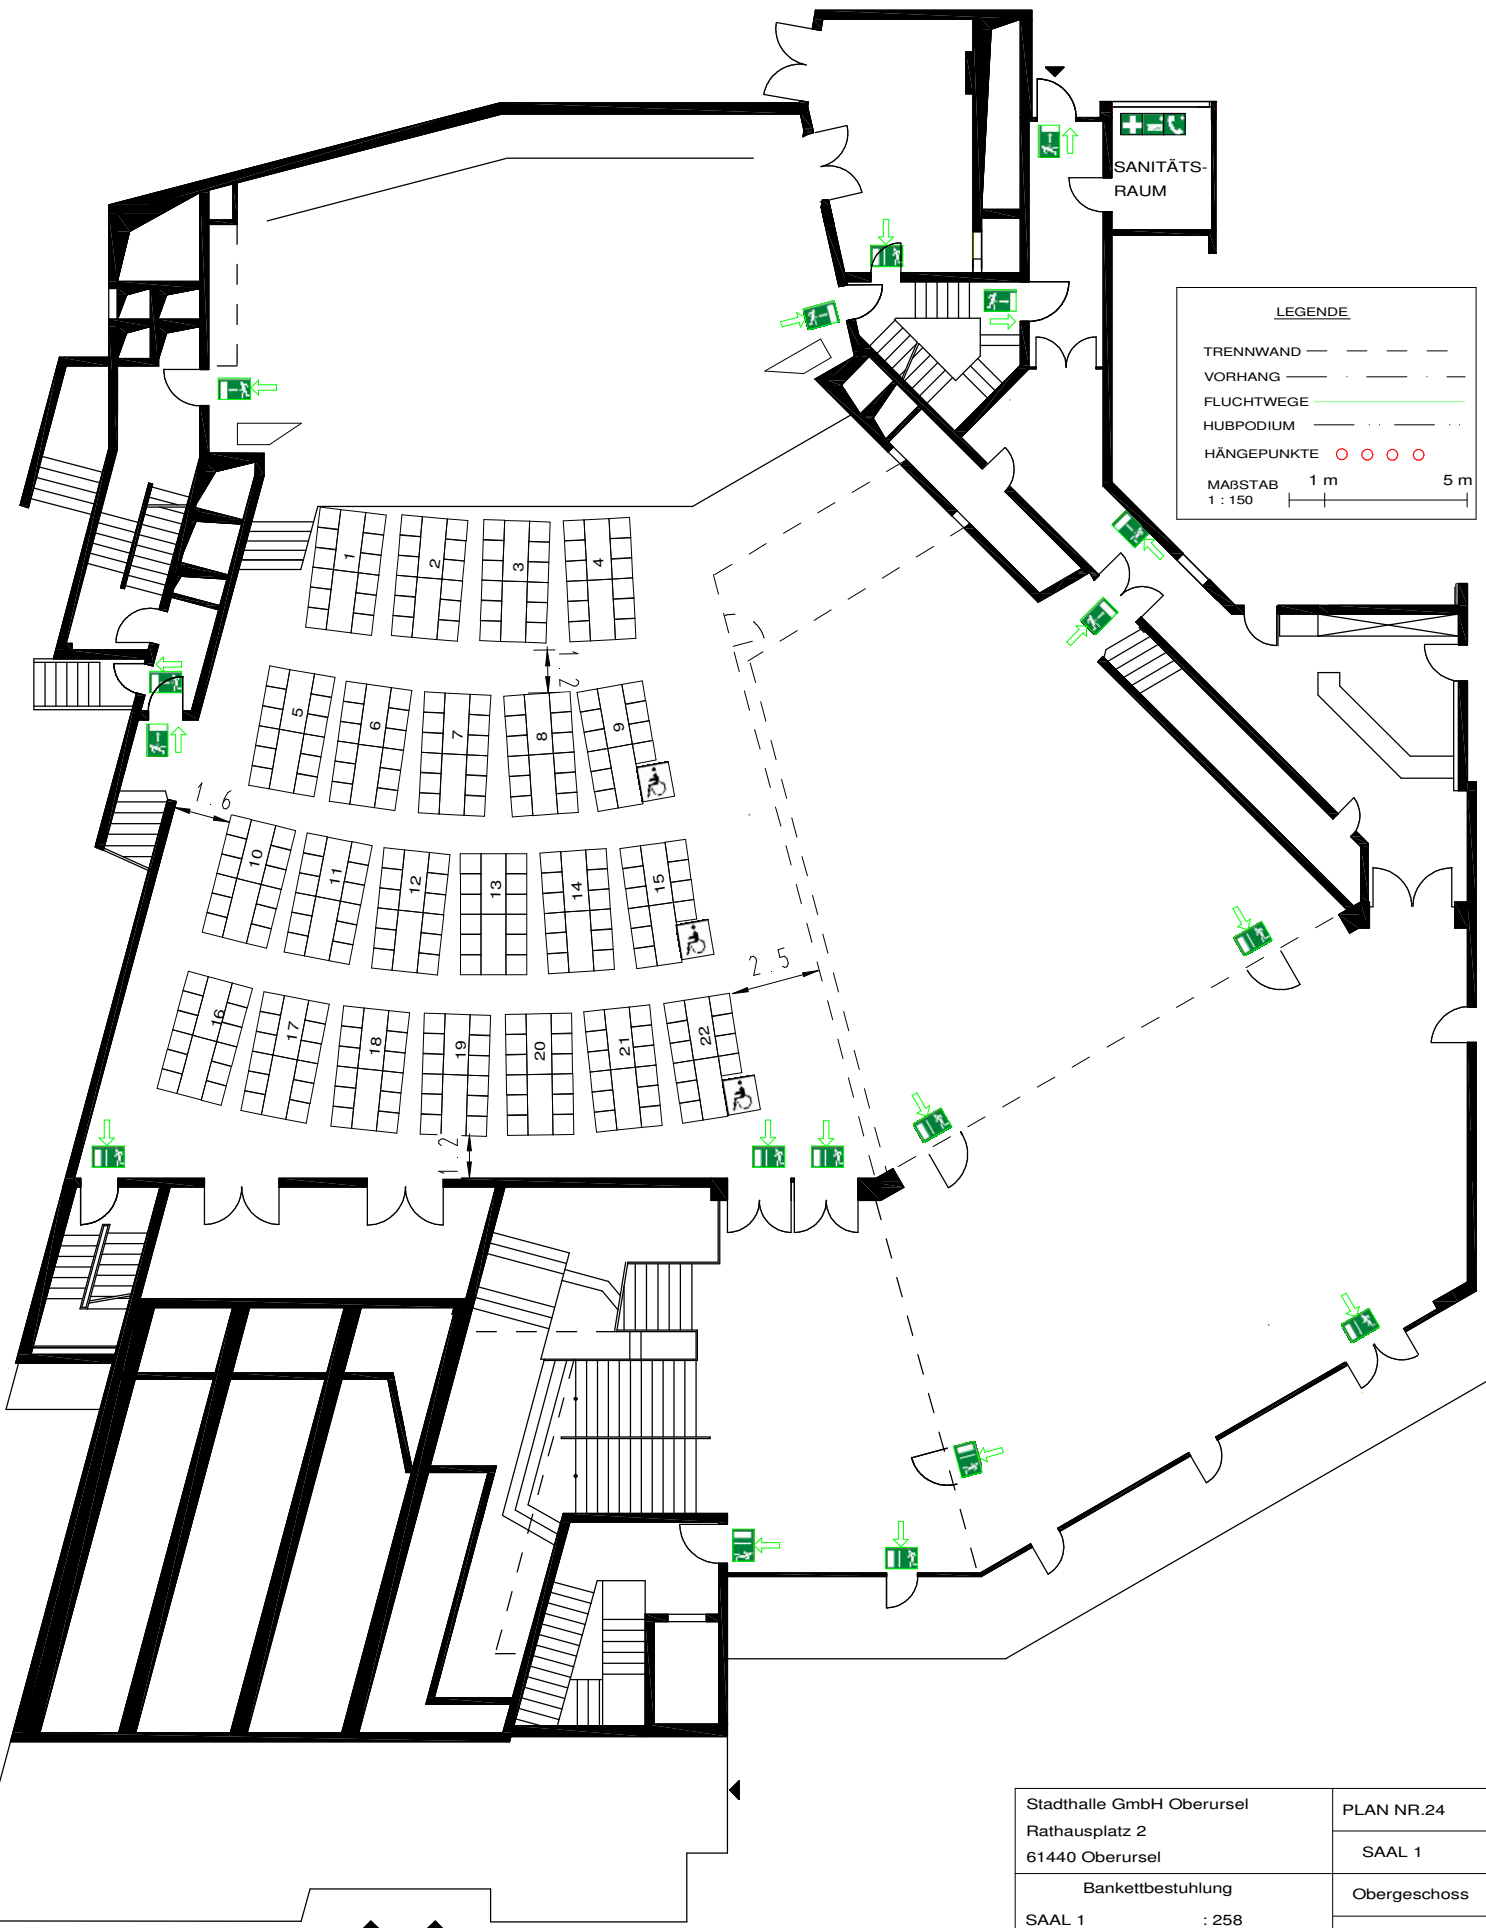 SANITÄTS-
RAUM
LEGENDE
TRENNWAND
VORHANG
FLUCHTWEGE
HUBPODIUM
HÄNGEPUNKTE
MAßSTAB 1 m 5 m
1 : 150
1 2 3 4
1.2
5 6 7 8 9
1.6
10 11 12 13 14 15
2.5
16 17 18 19 20 21 22
1.2
Stadthalle GmbH Oberursel
Rathausplatz 2
61440 Oberursel
PLAN NR.24
SAAL 1
Bankettbestuhlung
Obergeschoss
SAAL 1 : 258